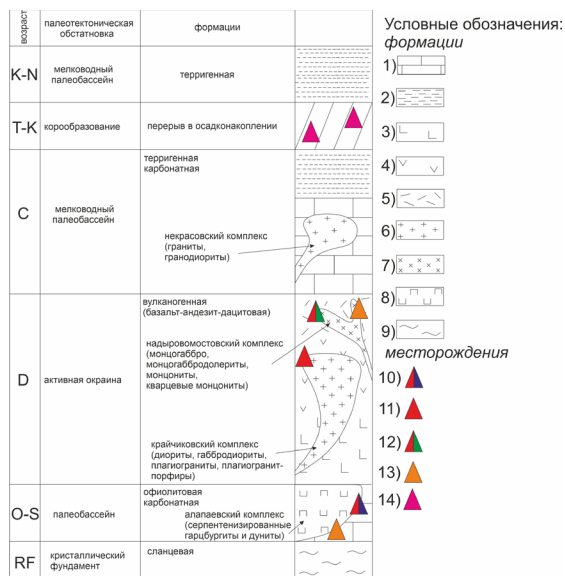 возраст
палеотектоническая
обстатновка
формации
K-N
мелководный
палеобассейн
терригенная
T-K
корообразование
перерыв в осадконакоплении
C
мелководный
палеобассейн
терригенная
карбонатная
некрасовский комплекс
(граниты,
гранодиориты)
D
активная окраина
вулканогенная
(базальт-андезит-дацитовая)
надыровомостовский комплекс
(монцогаббро,
монцогаббродолериты,
монцониты,
кварцевые монцониты)
крайчиковский комплекс
(диориты, габбродиориты,
плагиограниты, плагиогранит-
порфиры)
O-S
палеобассейн
офиолитовая
карбонатная
алапаевский комплекс
(серпентенизированные
гарцбургиты и дуниты)
RF
кристаллический
фундамент
сланцевая
Условные обозначения:
формации
1)
2)
3)
4)
5)
6)
7)
8)
9)
месторождения
10)
11)
12)
13)
14)